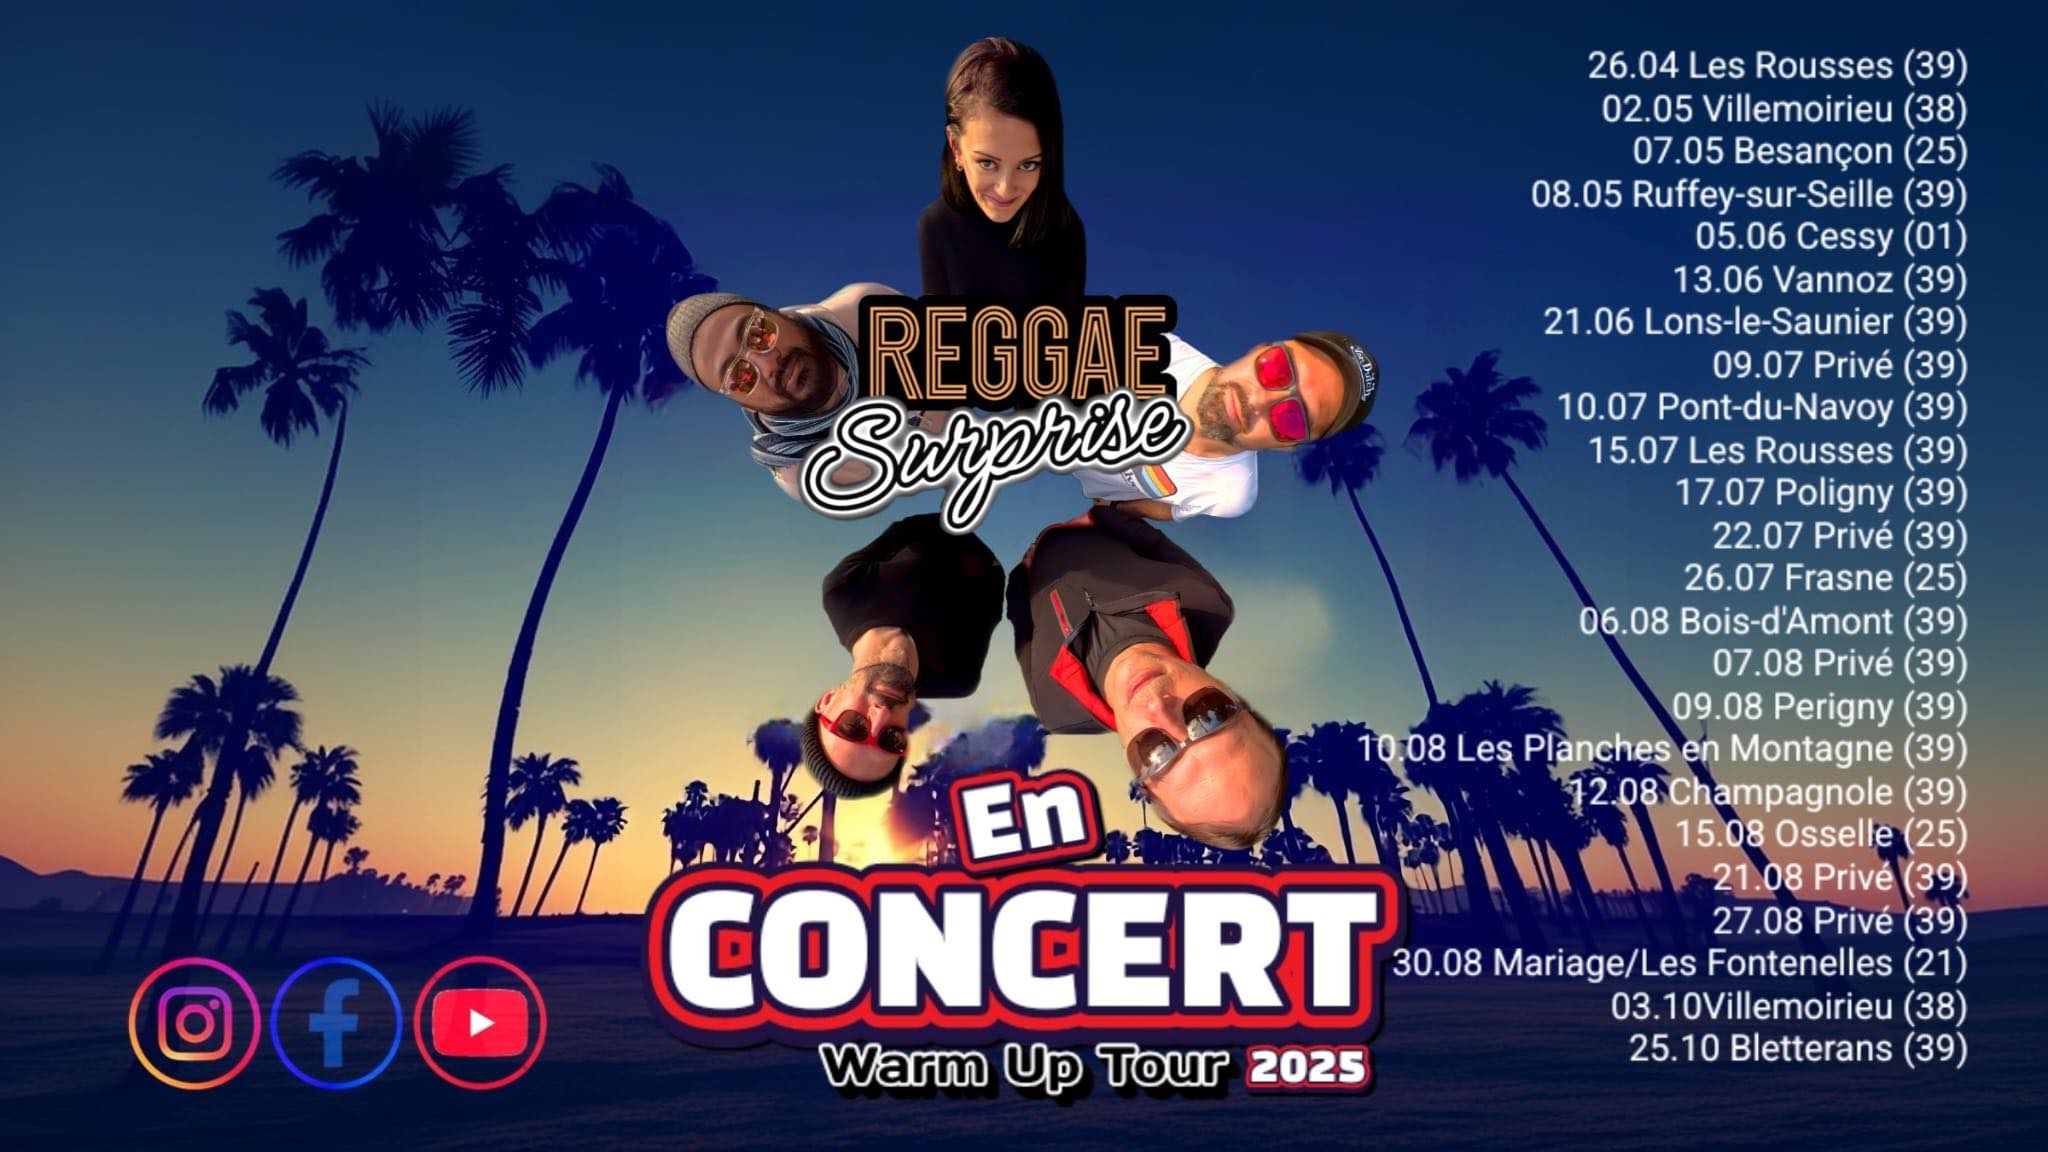 REGGAE
Surprise
Von Dutch
En
CONCERT
Warm Up Tour 2025
26.04 Les Rousses (39)
02.05 Villemoirieu (38)
07.05 Besançon (25)
08.05 Ruffey-sur-Seille (39)
05.06 Cessy (01)
13.06 Vannoz (39)
21.06 Lons-le-Saunier (39)
09.07 Privé (39)
10.07 Pont-du-Navoy (39)
15.07 Les Rousses (39)
17.07 Poligny (39)
22.07 Privé (39)
26.07 Frasne (25)
06.08 Bois-d'Amont (39)
07.08 Privé (39)
09.08 Perigny (39)
10.08 Les Planches en Montagne (39)
12.08 Champagnole (39)
15.08 Osselle (25)
21.08 Privé (39)
27.08 Privé (39)
30.08 Mariage/Les Fontenelles (21)
03.10Villemoirieu (38)
25.10 Bletterans (39)